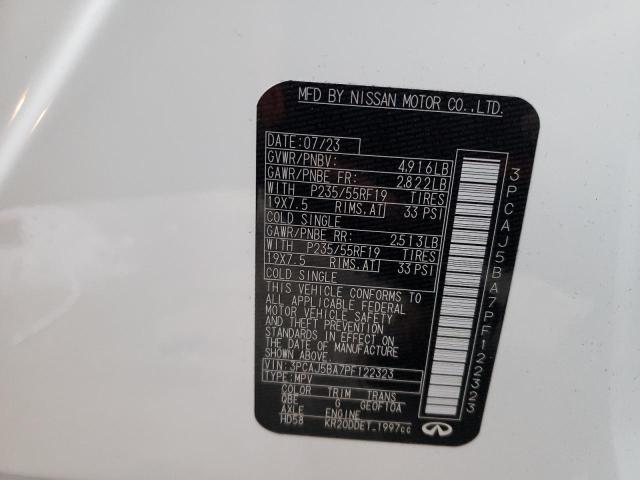 MFD BY NISSAN MOTOR CO.,LTD.
DATE: 07/23
GVWR/PNBV: 4,916LB
GAWR/PNBE FR: 2,822LB
WITH P235/55RF19 TIRES
19X7.5 RIMS.AT 33 PSI
COLD SINGLE
GAWR/PNBE RR: 2,513LB
WITH P235/55RF19 TIRES
19X7.5 RIMS.AT 33 PSI
COLD SINGLE
THIS VEHICLE CONFORMS TO
ALL APPLICABLE FEDERAL
MOTOR VEHICLE SAFETY
AND THEFT PREVENTION
STANDARDS IN EFFECT ON
THE DATE OF MANUFACTURE
SHOWN ABOVE.
VIN: 3PCAJ5BA7PF122323
TYPE: MPV
COLOR TRIM TRANS
QBE G GE0F10A
AXLE ENGINE
HD58 KR20DDET 1997cc
3PCAJ5BA7PF122323